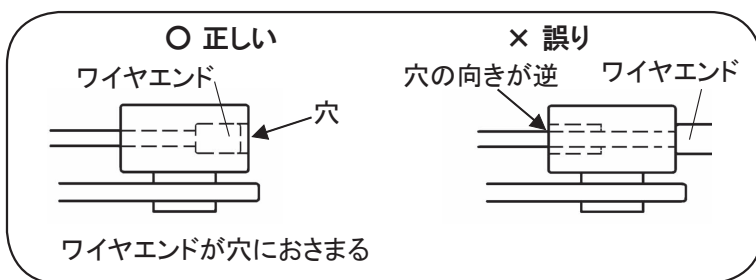 ○ 正しい
ワイヤエンド
穴
ワイヤエンドが穴におさまる
× 誤り
穴の向きが逆
ワイヤエンド